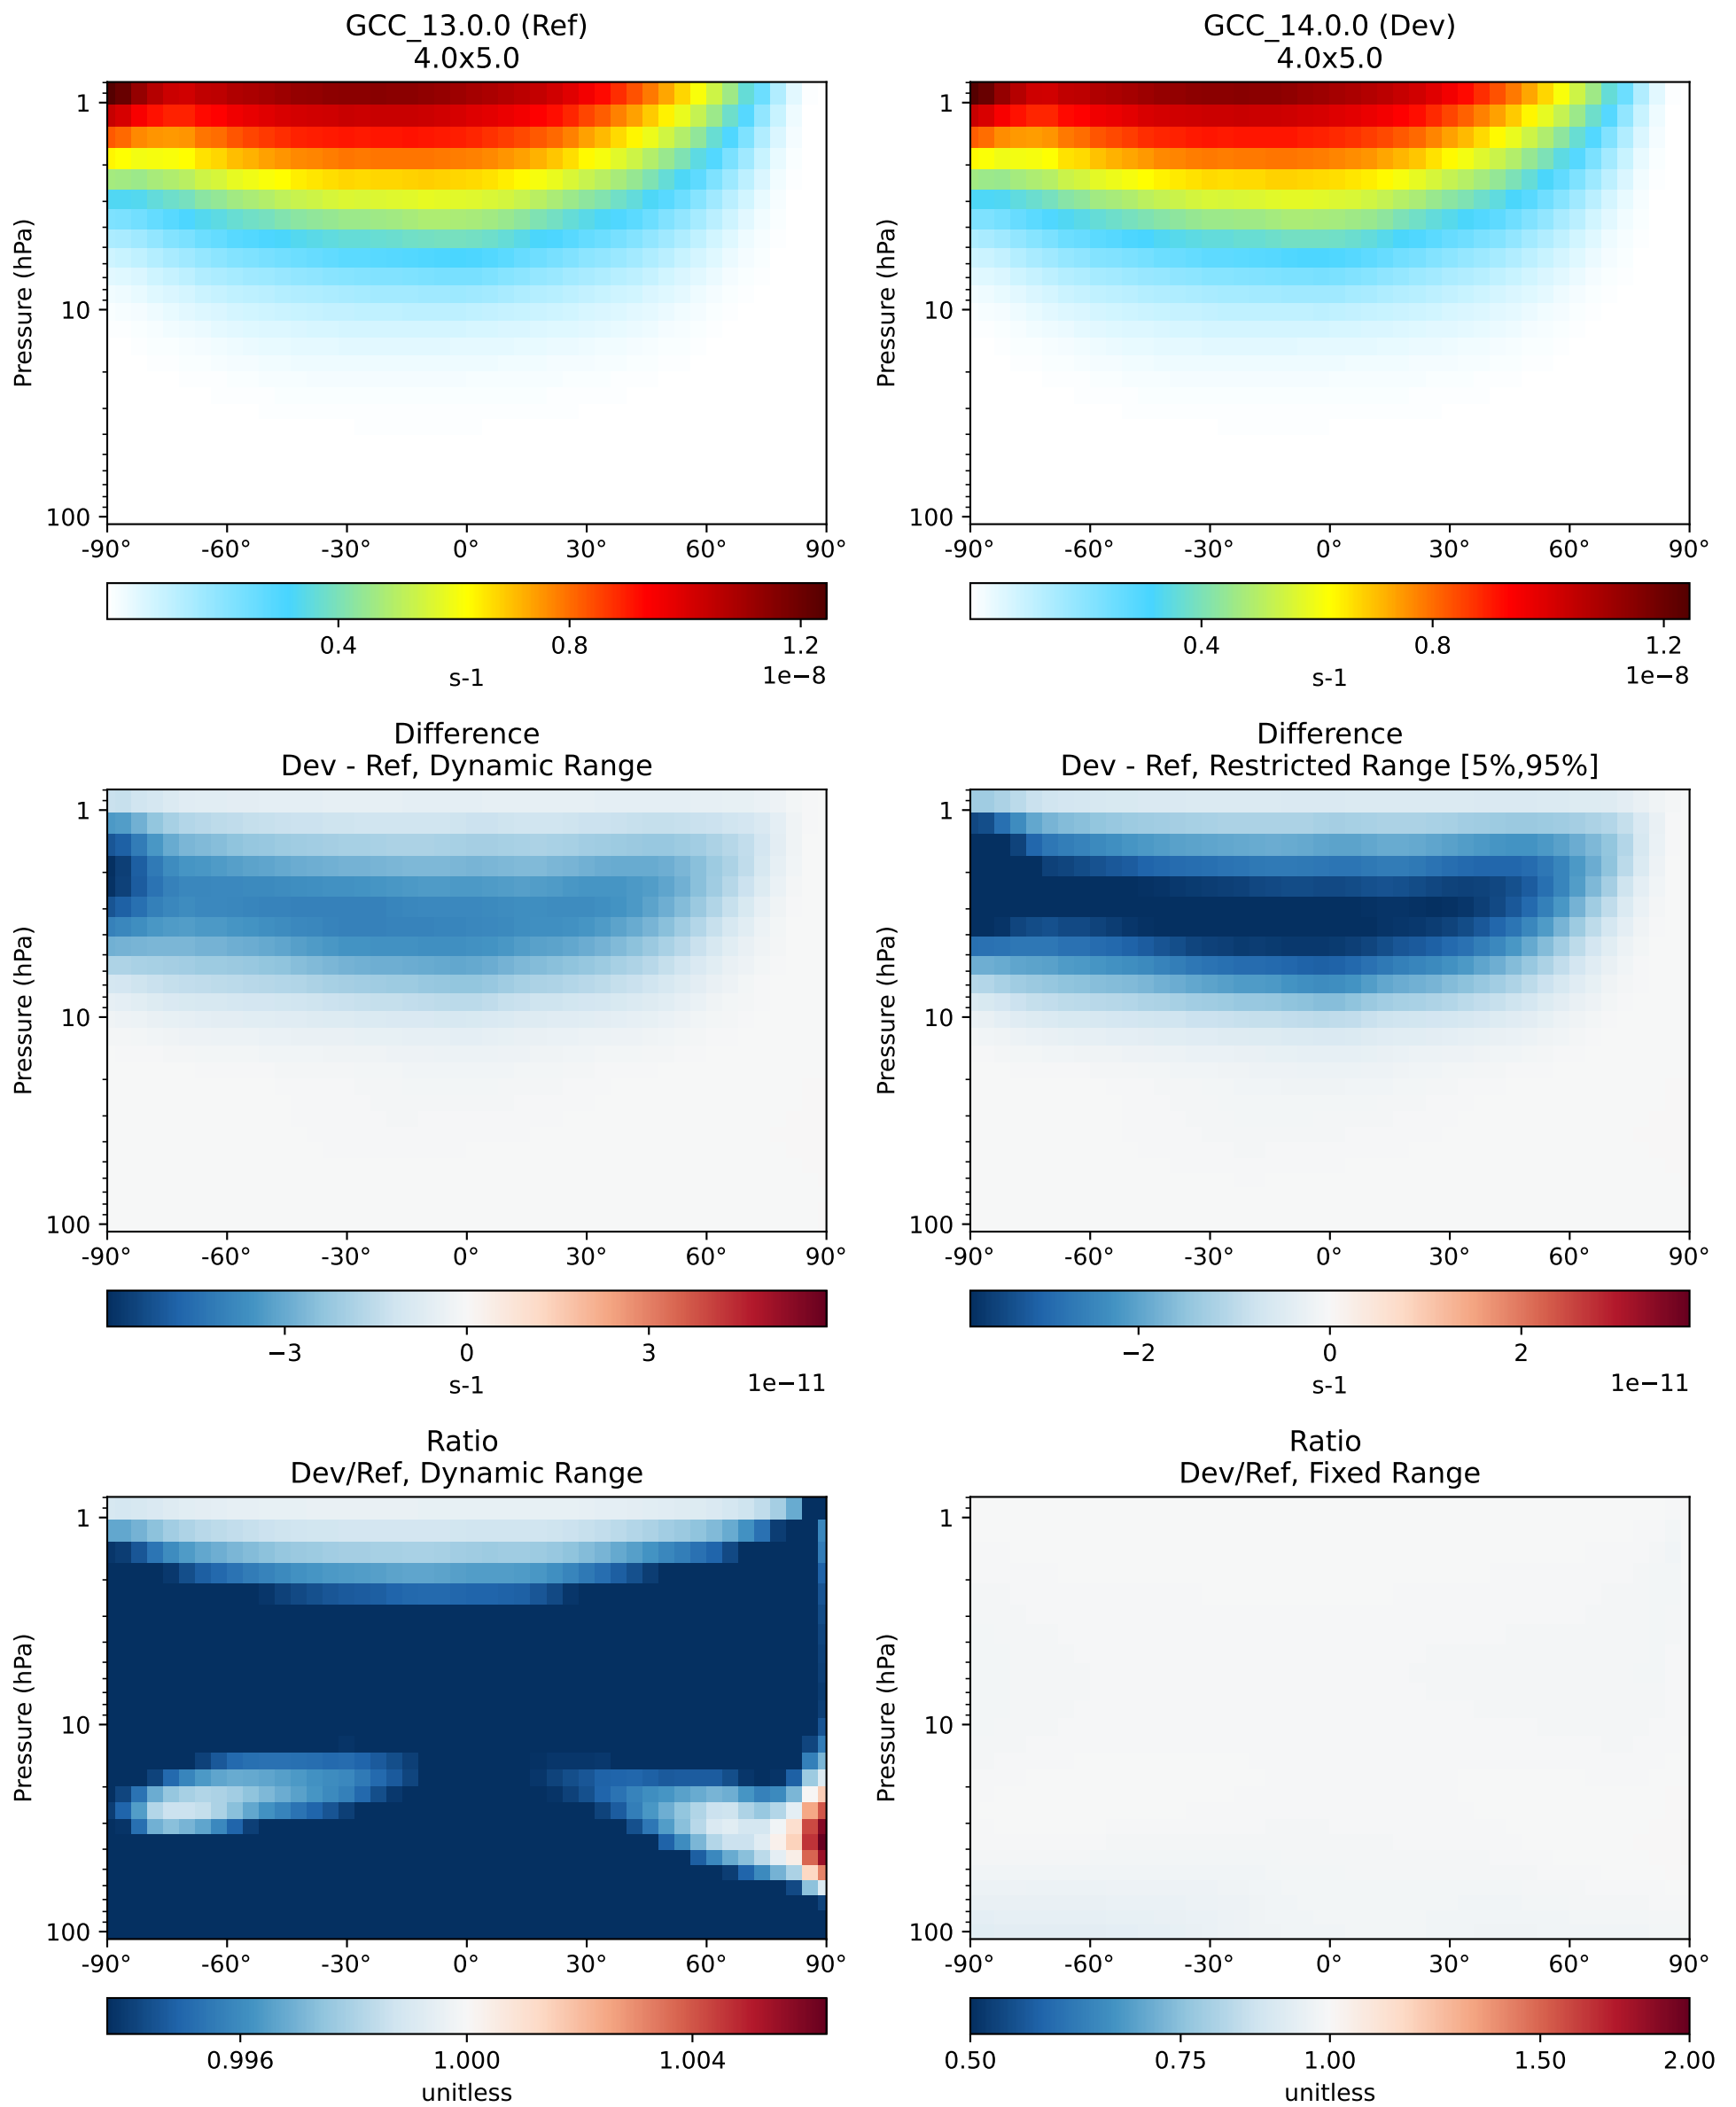 GCC_13.0.0 (Ref)
4.0x5.0
Pressure (hPa)
1
10
100
-90° -60° -30° 0° 30° 60° 90°
0.4 0.8 1.2
s-1
1e−8
GCC_14.0.0 (Dev)
4.0x5.0
Pressure (hPa)
1
10
100
-90° -60° -30° 0° 30° 60° 90°
0.4 0.8 1.2
s-1
1e−8
Difference
Dev - Ref, Dynamic Range
Pressure (hPa)
1
10
100
-90° -60° -30° 0° 30° 60° 90°
−3 0 3
s-1
1e−11
Difference
Dev - Ref, Restricted Range [5%,95%]
Pressure (hPa)
1
10
100
-90° -60° -30° 0° 30° 60° 90°
−2 0 2
s-1
1e−11
Ratio
Dev/Ref, Dynamic Range
Pressure (hPa)
1
10
100
-90° -60° -30° 0° 30° 60° 90°
0.996 1.000 1.004
unitless
Ratio
Dev/Ref, Fixed Range
Pressure (hPa)
1
10
100
-90° -60° -30° 0° 30° 60° 90°
0.50 0.75 1.00 1.50 2.00
unitless